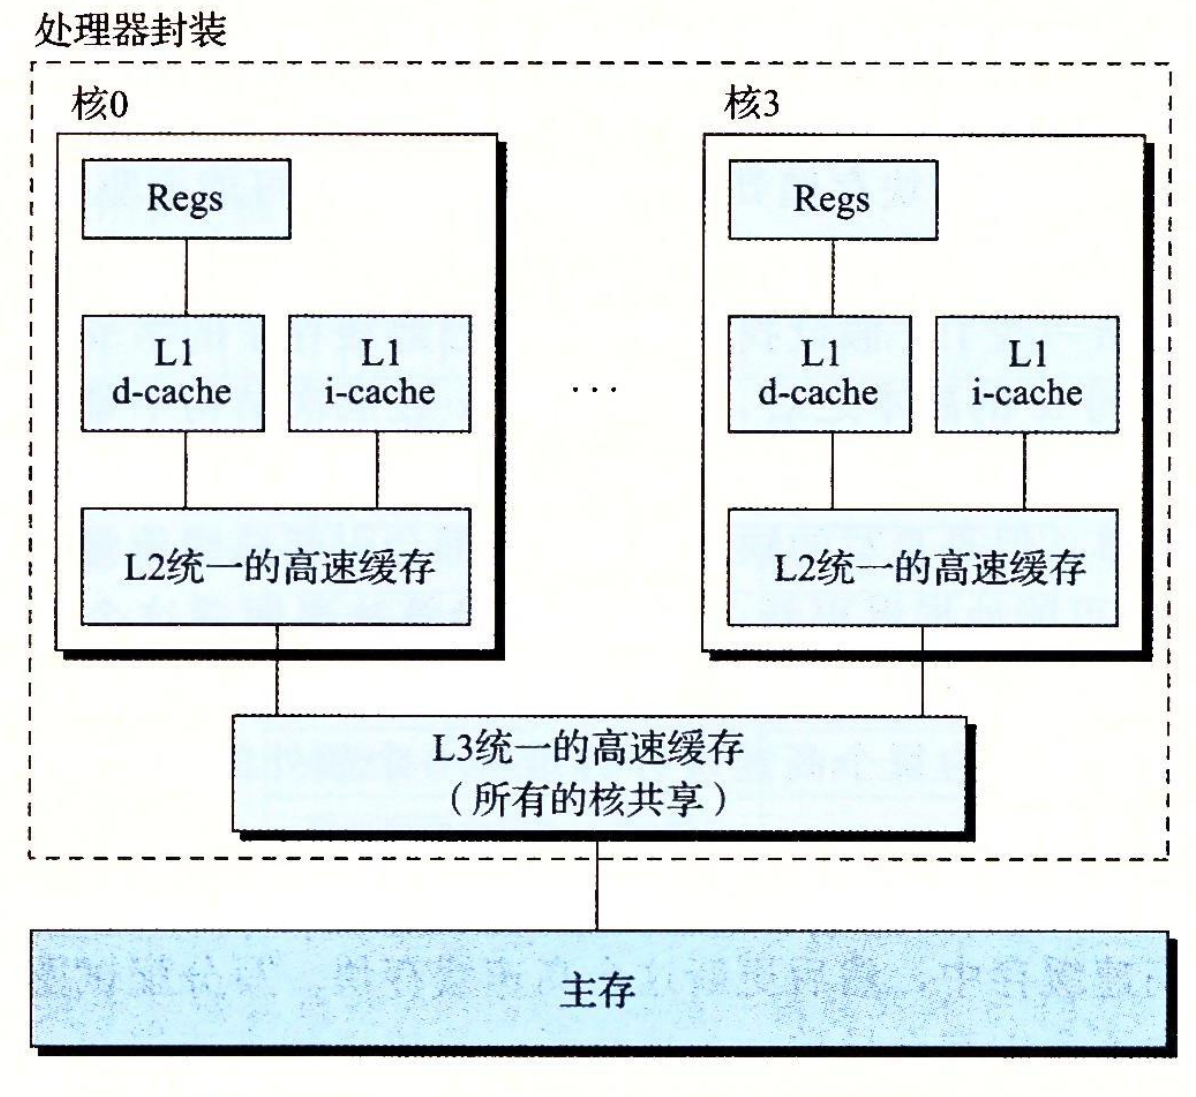 处理器封装
核0
核3
Regs
Regs
L1
d-cache
L1
i-cache
...
L1
d-cache
L1
i-cache
L2统一的高速缓存
L2统一的高速缓存
L3统一的高速缓存
(所有的核共享)
主存